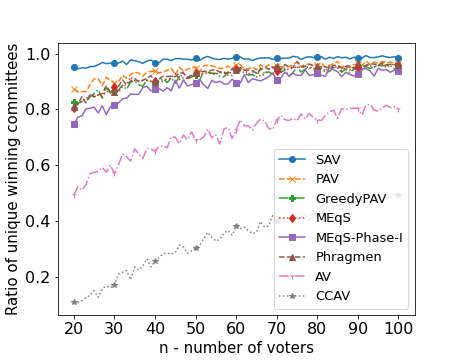 Ratio of unique winning committees
1.0
0.8
0.6
0.4
0.2
20 30 40 50 60 70 80 90 100
n - number of voters
SAV
PAV
GreedyPAV
MEqS
MEqS-Phase-I
Phragmen
AV
CCAV